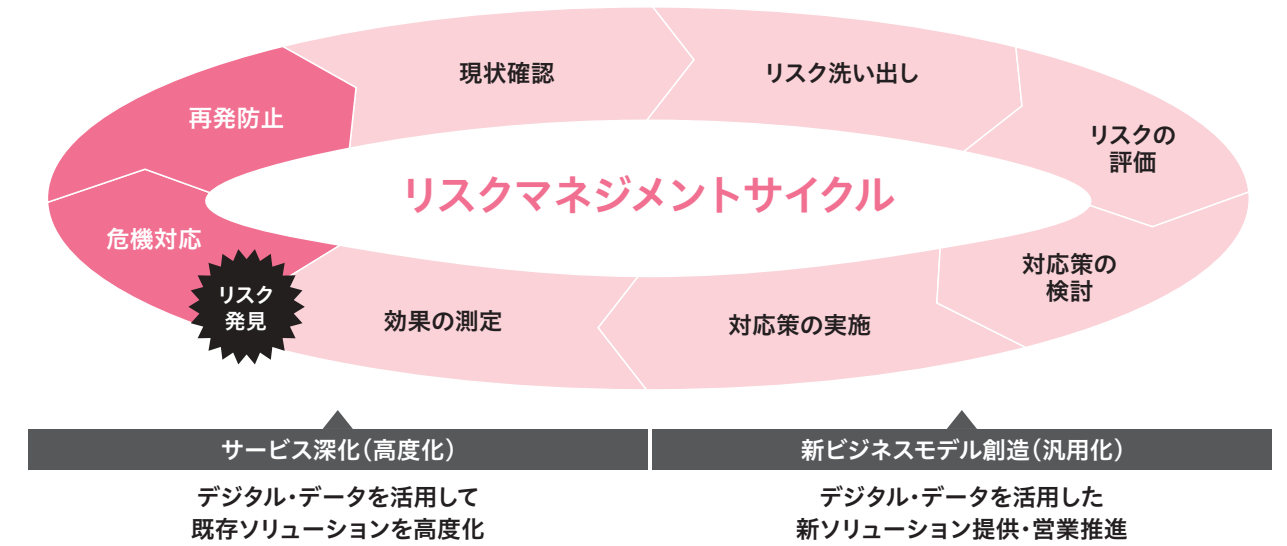 現状確認
リスク洗い出し
リスクの
評価
対応策の
検討
対応策の実施
効果の測定
リスク
発見
危機対応
再発防止
リスクマネジメントサイクル
サービス深化(高度化)
デジタル・データを活用して
既存ソリューションを高度化
新ビジネスモデル創造(汎用化)
デジタル・データを活用した
新ソリューション提供・営業推進